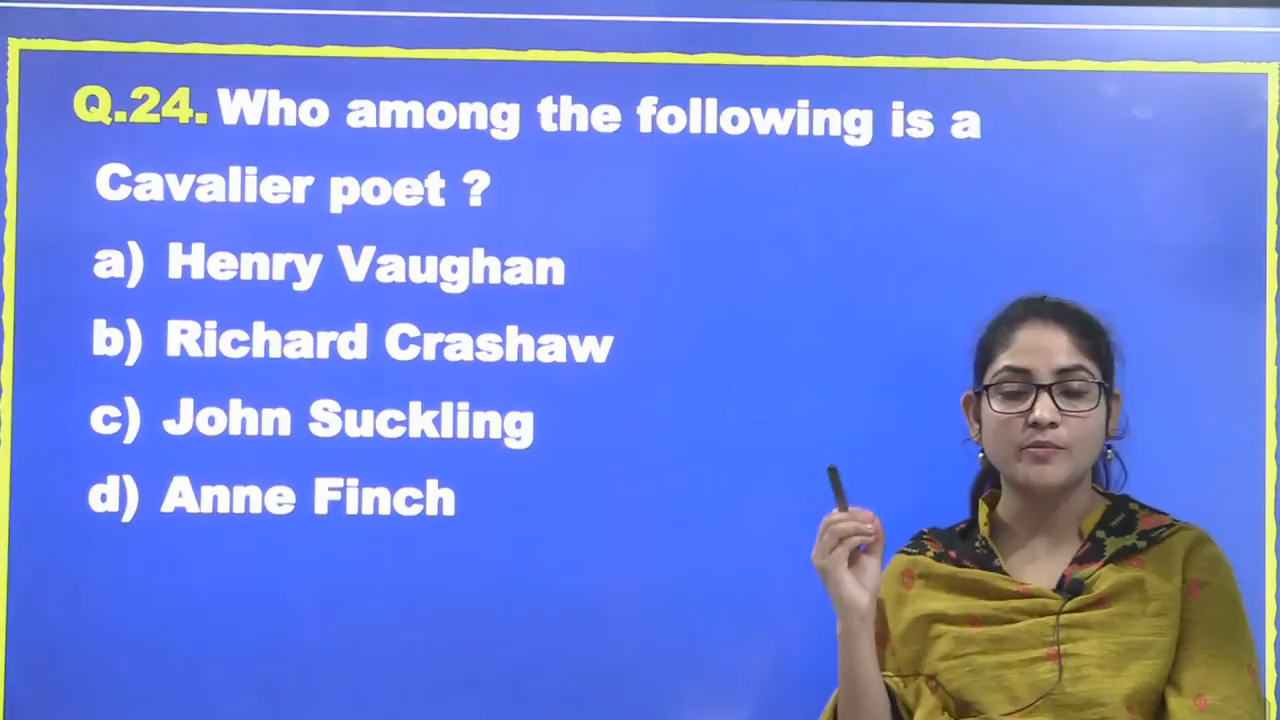 Q.24. Who among the following is a
Cavalier poet ?
a) Henry Vaughan
b) Richard Crashaw
c) John Suckling
d) Anne Finch